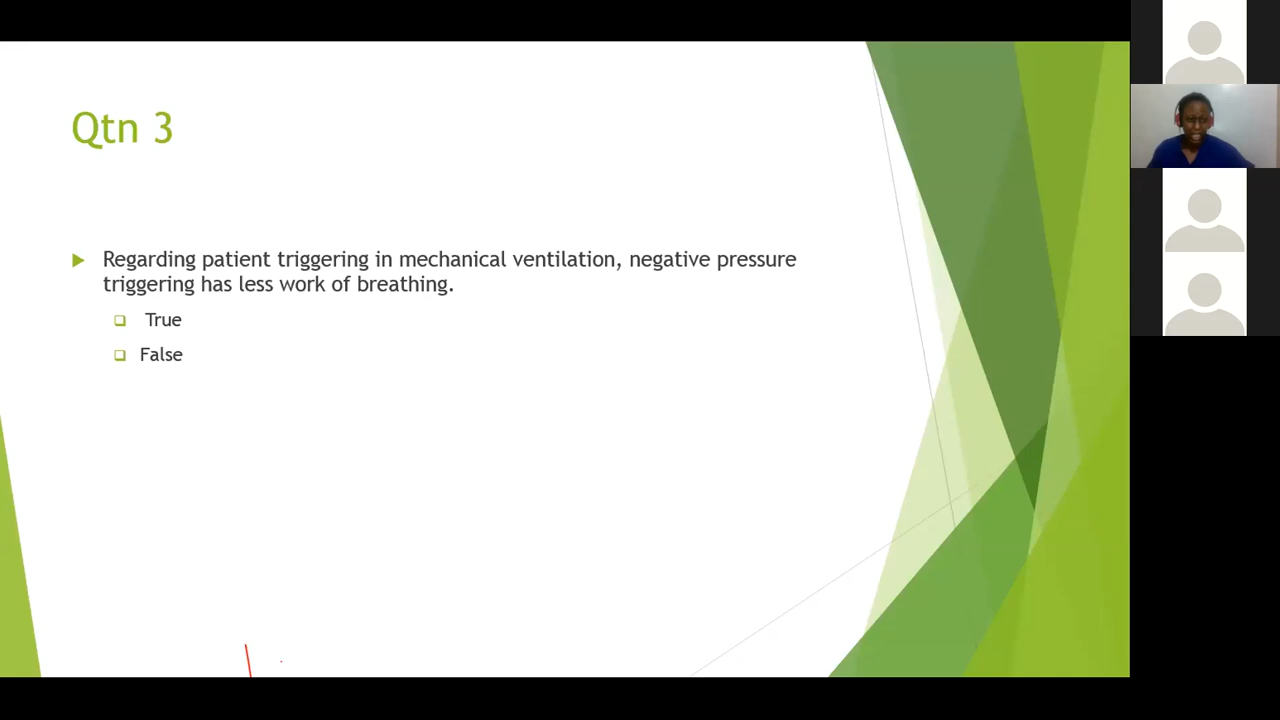 Qtn 3
Regarding patient triggering in mechanical ventilation, negative pressure
triggering has less work of breathing.
True
False